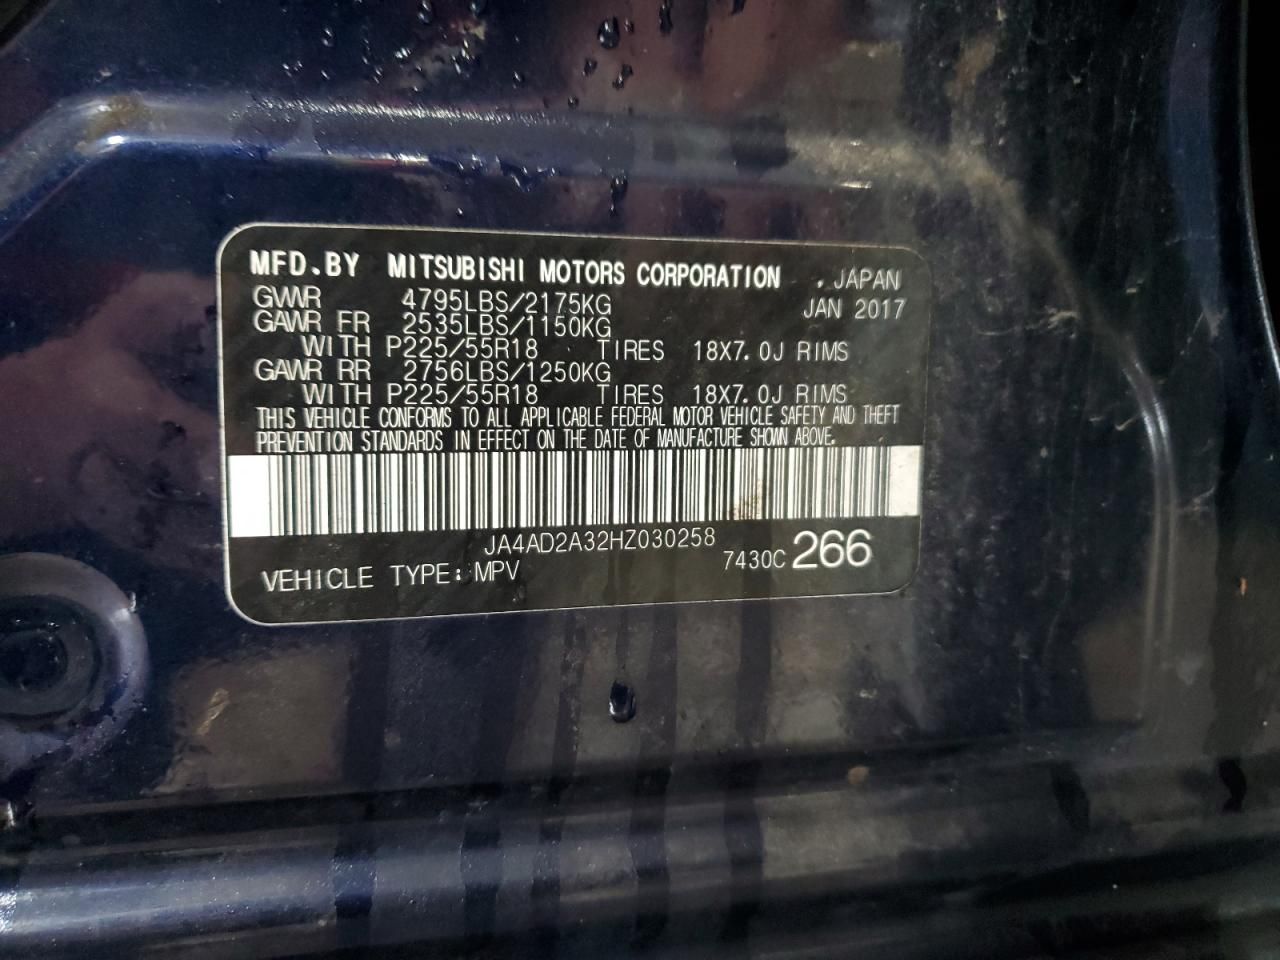 MFD.BY MITSUBISHI MOTORS CORPORATION , JAPAN
GVWR 4795LBS/2175KG JAN 2017
GAWR FR 2535LBS/1150KG
WITH P225/55R18 TIRES 18X7.0J RIMS
GAWR RR 2756LBS/1250KG
WITH P225/55R18 TIRES 18X7.0J RIMS
THIS VEHICLE CONFORMS TO ALL APPLICABLE FEDERAL MOTOR VEHICLE SAFETY AND THEFT
PREVENTION STANDARDS IN EFFECT ON THE DATE OF MANUFACTURE SHOWN ABOVE.
JA4AD2A32HZ030258
VEHICLE TYPE: MPV 7430C 266